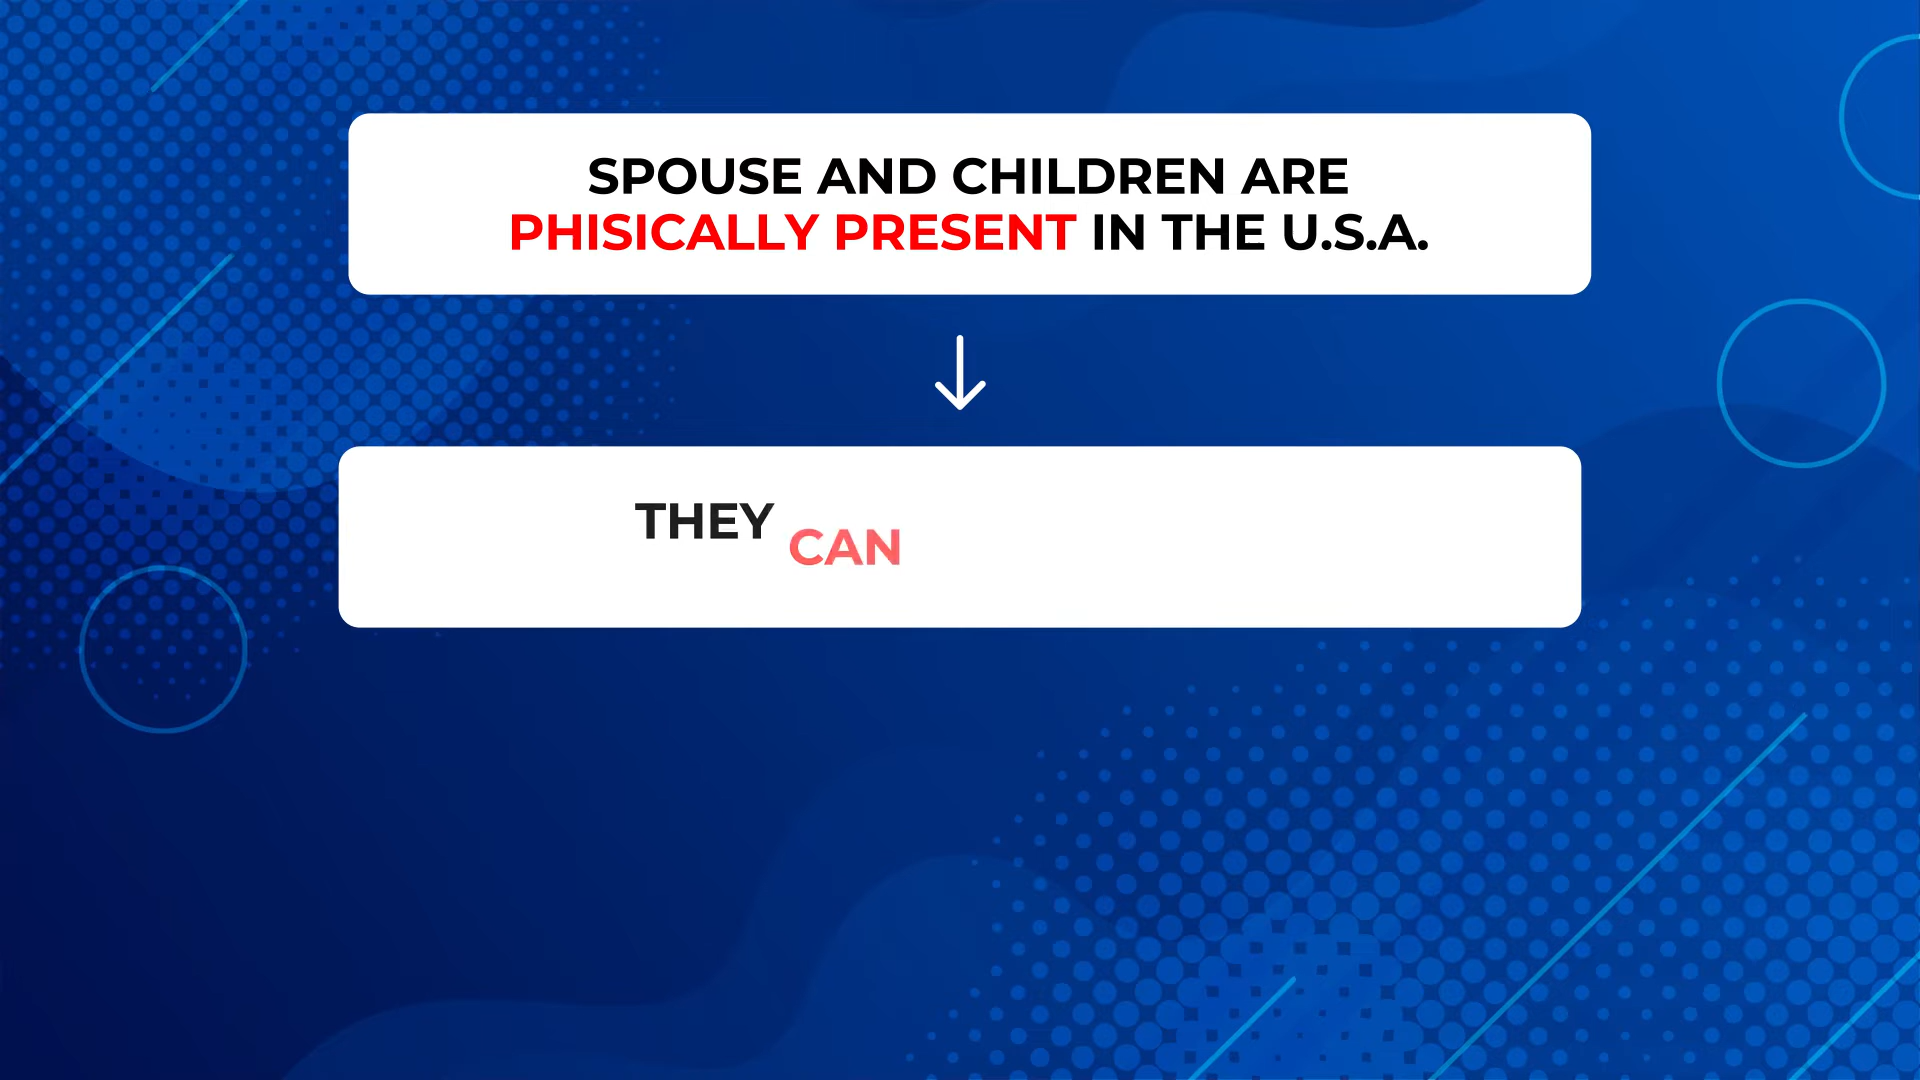 SPOUSE AND CHILDREN ARE
PHISICALLY PRESENT IN THE U.S.A.
THEY CAN